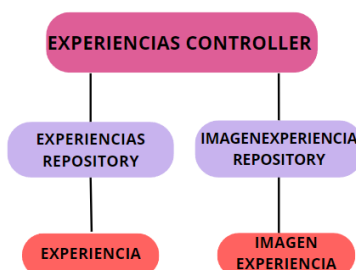 EXPERIENCIAS CONTROLLER
EXPERIENCIAS
REPOSITORY
IMAGENEXPERIENCIA
REPOSITORY
EXPERIENCIA
IMAGEN
EXPERIENCIA